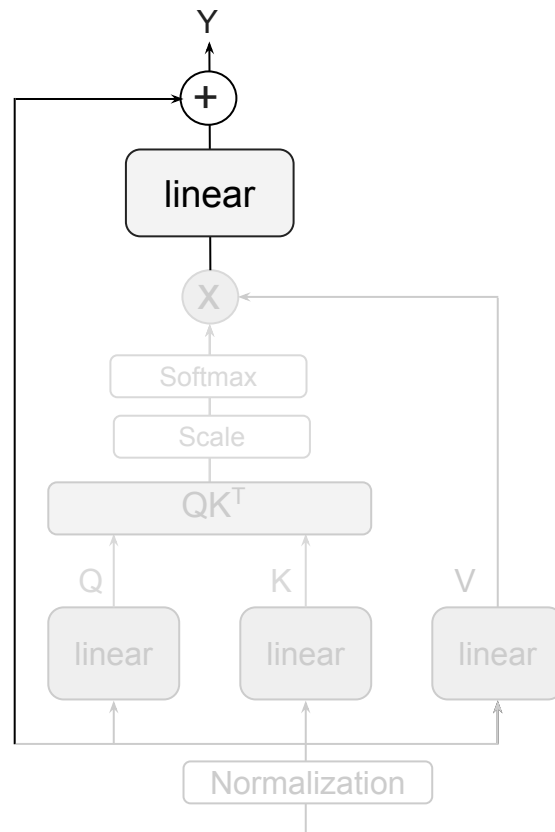 Y
+
linear
X
Softmax
Scale
QKᵀ
Q K V
linear linear linear
Normalization